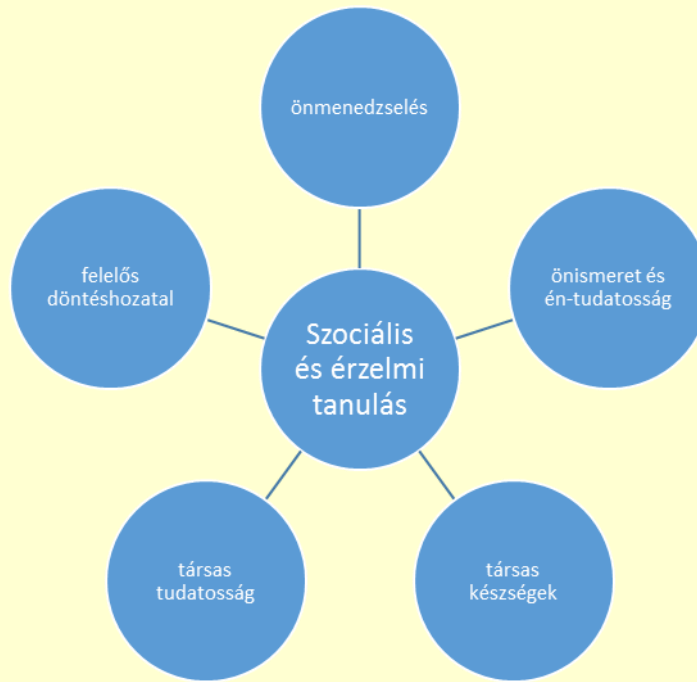 önmenedzselés
felelős
döntéshozatal
önismeret és
én-tudatosság
Szociális
és érzelmi
tanulás
társas
tudatosság
társas
készségek